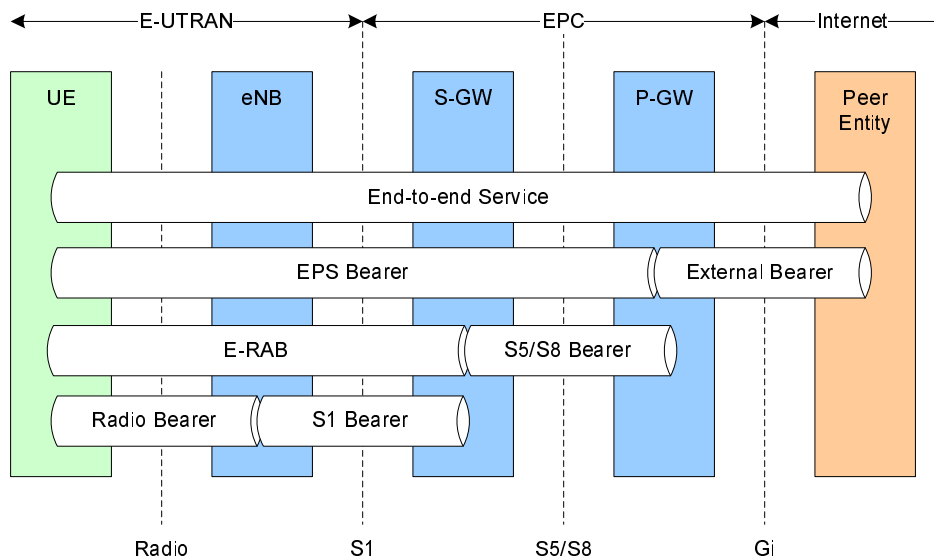 E-UTRAN EPC Internet
UE eNB S-GW P-GW Peer
Entity
End-to-end Service
EPS Bearer External Bearer
E-RAB S5/S8 Bearer
Radio Bearer S1 Bearer
Radio S1 S5/S8 Gi